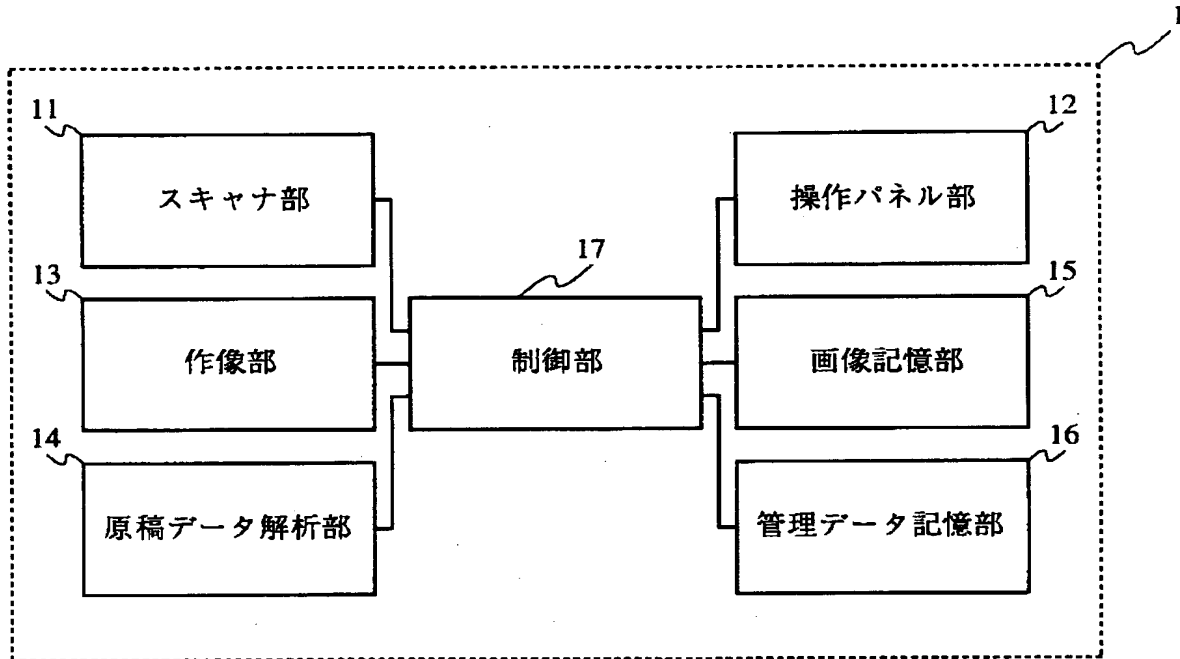 1
11
スキャナ部
12
操作パネル部
13
作像部
17
制御部
15
画像記憶部
14
原稿データ解析部
16
管理データ記憶部